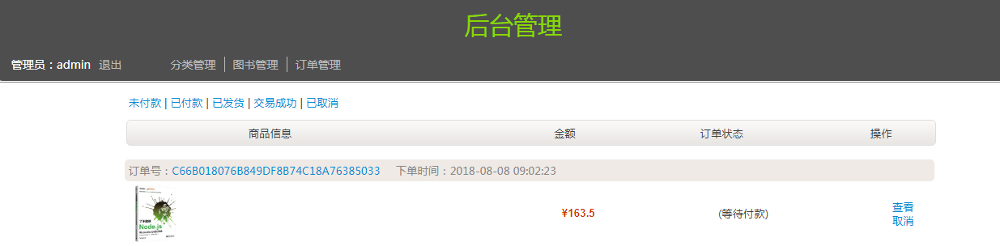 后台管理
管理员：admin 退出 分类管理 图书管理 订单管理
未付款 | 已付款 | 已发货 | 交易成功 | 已取消
商品信息 金额 订单状态 操作
订单号：C66B018076B849DF8B74C18A76385033 下单时间：2018-08-08 09:02:23
Node.js
¥163.5 (等待付款) 查看
取消